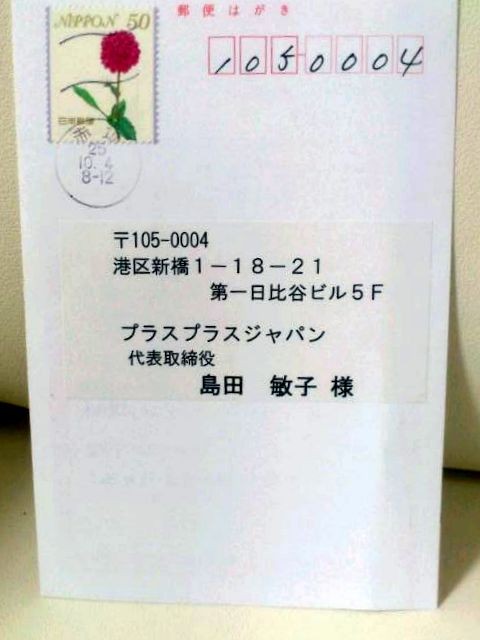 郵便はがき
NIPPON 50
1050004
日本郵便
25
10.4
8-12
〒105-0004
港区新橋1-18-21
第一日比谷ビル5F
プラスプラスジャパン
代表取締役
島田 敏子 様